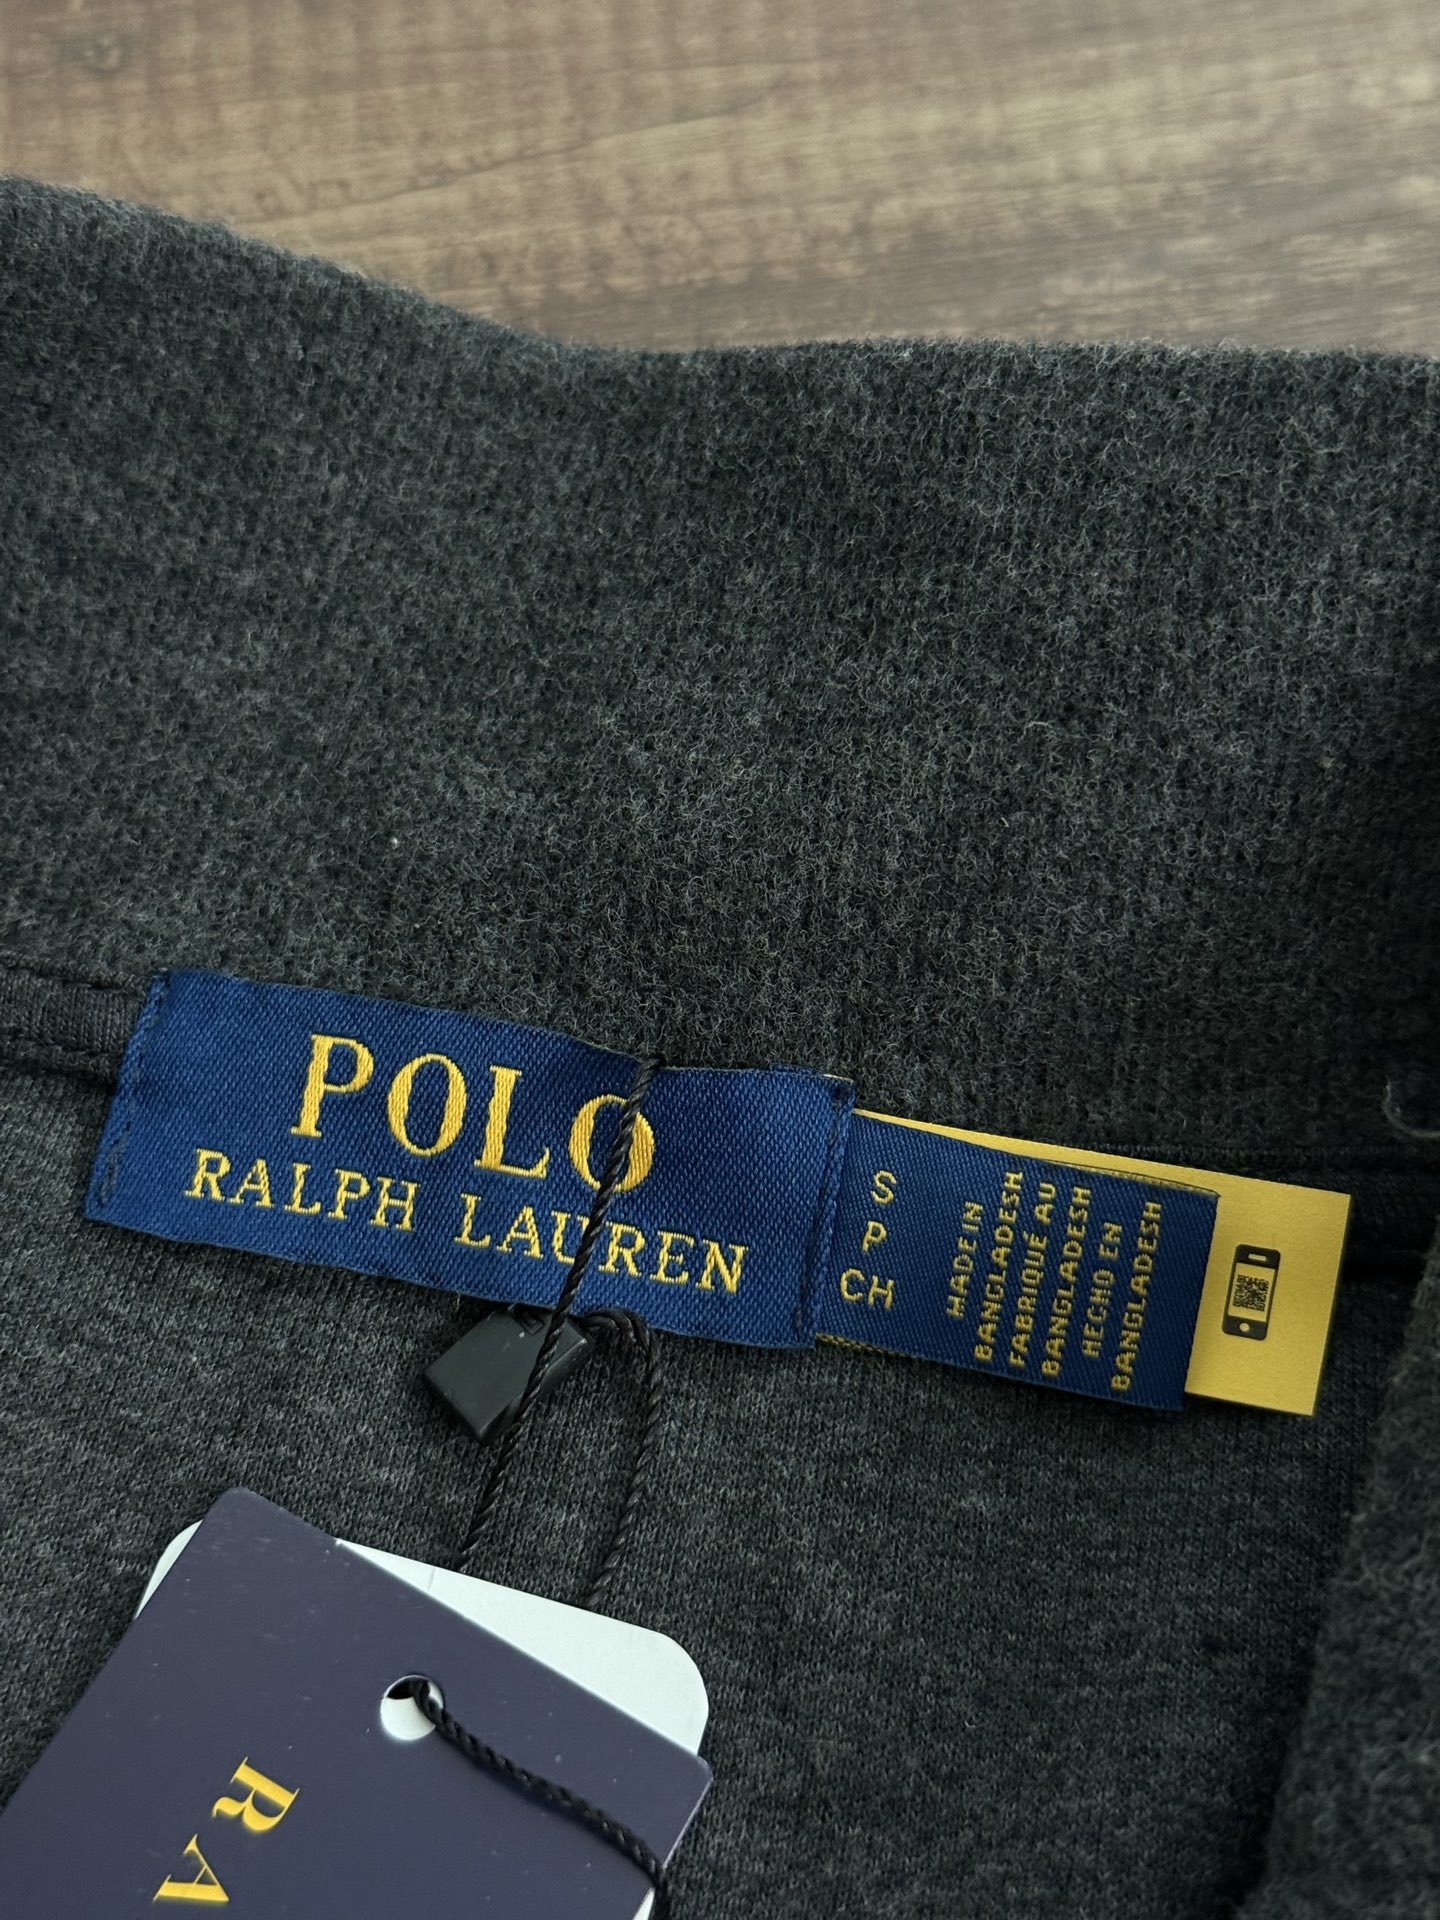 POLO
RALPH LAUREN
S
P
CH
MADE IN
BANGLADESH
FABRIQUÉ AU
BANGLADESH
HECHO EN
BANGLADESH
RA